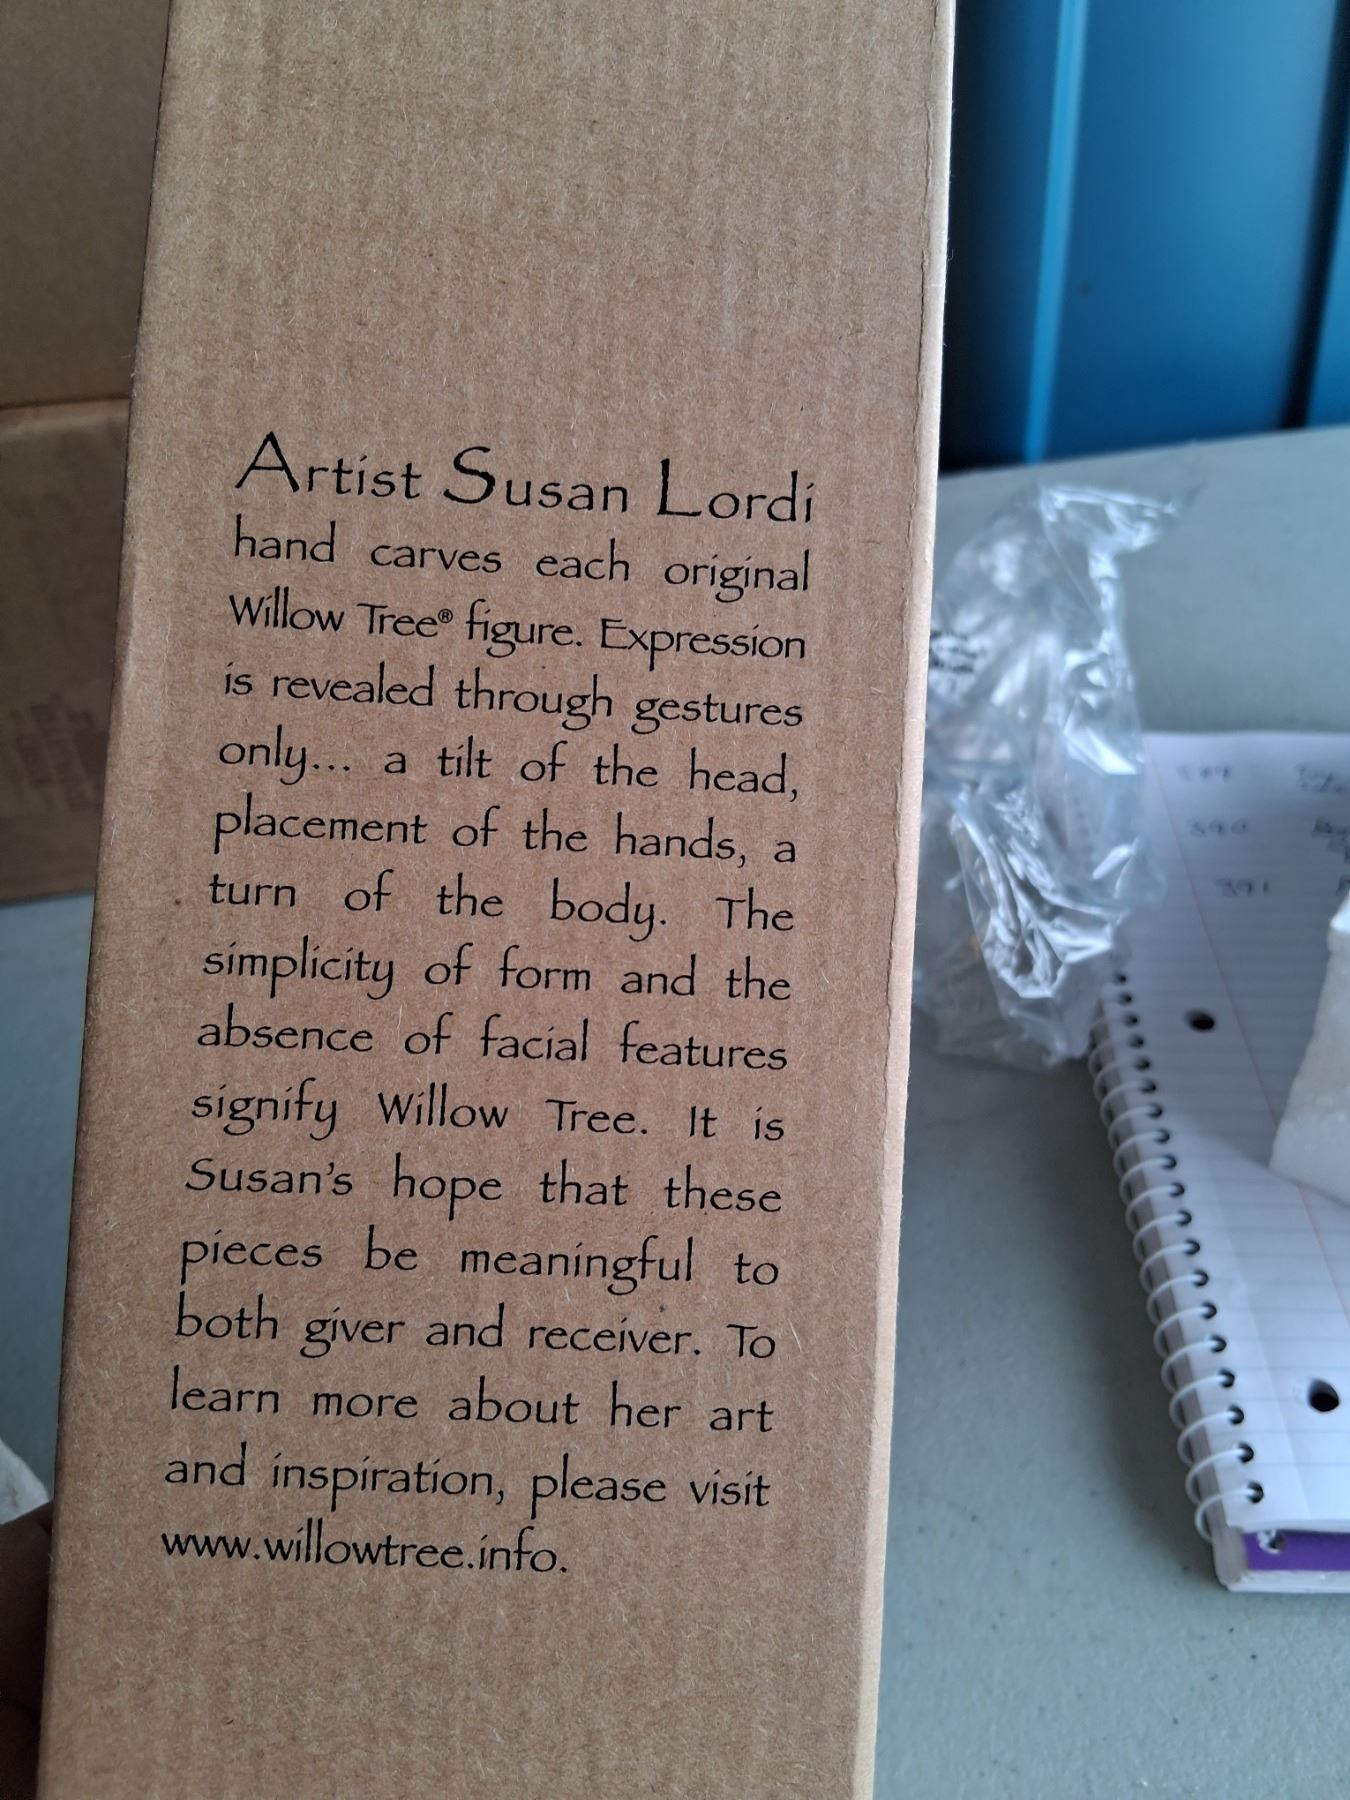 Artist Susan Lordi
hand carves each original
Willow Tree® figure. Expression
is revealed through gestures
only... a tilt of the head,
placement of the hands, a
turn of the body. The
simplicity of form and the
absence of facial features
signify Willow Tree. It is
Susan's hope that these
pieces be meaningful to
both giver and receiver. To
learn more about her art
and inspiration, please visit
www.willowtree.info.
390
391